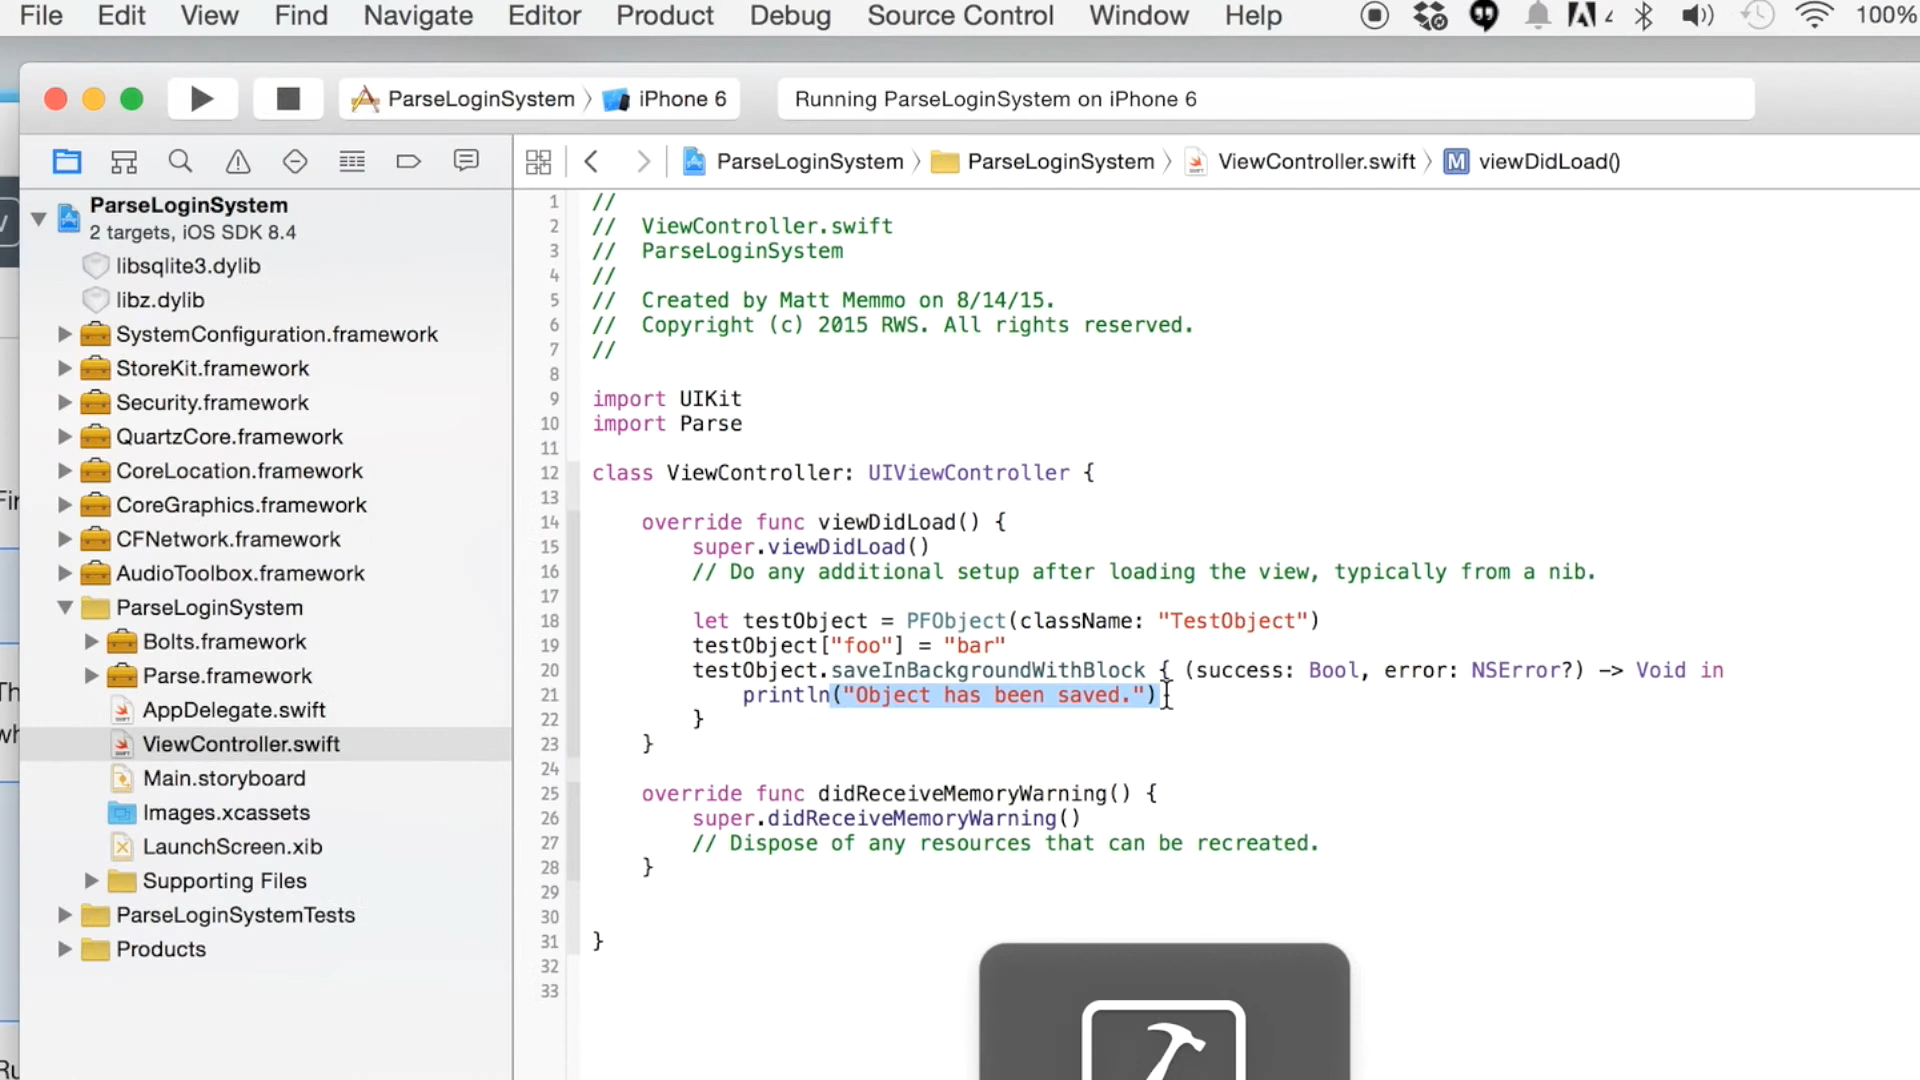 File Edit View Find Navigate Editor Product Debug Source Control Window Help 4 100%
ParseLoginSystem iPhone 6 Running ParseLoginSystem on iPhone 6
ParseLoginSystem ParseLoginSystem ViewController.swift M viewDidLoad()
ParseLoginSystem
2 targets, iOS SDK 8.4
libsqlite3.dylib
libz.dylib
SystemConfiguration.framework
StoreKit.framework
Security.framework
QuartzCore.framework
CoreLocation.framework
CoreGraphics.framework
CFNetwork.framework
AudioToolbox.framework
ParseLoginSystem
Bolts.framework
Parse.framework
AppDelegate.swift
ViewController.swift
Main.storyboard
Images.xcassets
LaunchScreen.xib
Supporting Files
ParseLoginSystemTests
Products
1 //
2 // ViewController.swift
3 // ParseLoginSystem
4 //
5 // Created by Matt Memmo on 8/14/15.
6 // Copyright (c) 2015 RWS. All rights reserved.
7 //
8
9 import UIKit
10 import Parse
11
12 class ViewController: UIViewController {
13
14 override func viewDidLoad() {
15 super.viewDidLoad()
16 // Do any additional setup after loading the view, typically from a nib.
17
18 let testObject = PFObject(className: "TestObject")
19 testObject["foo"] = "bar"
20 testObject.saveInBackgroundWithBlock { (success: Bool, error: NSError?) -> Void in
21 println("Object has been saved.")
22 }
23 }
24
25 override func didReceiveMemoryWarning() {
26 super.didReceiveMemoryWarning()
27 // Dispose of any resources that can be recreated.
28 }
29
30
31 }
32
33